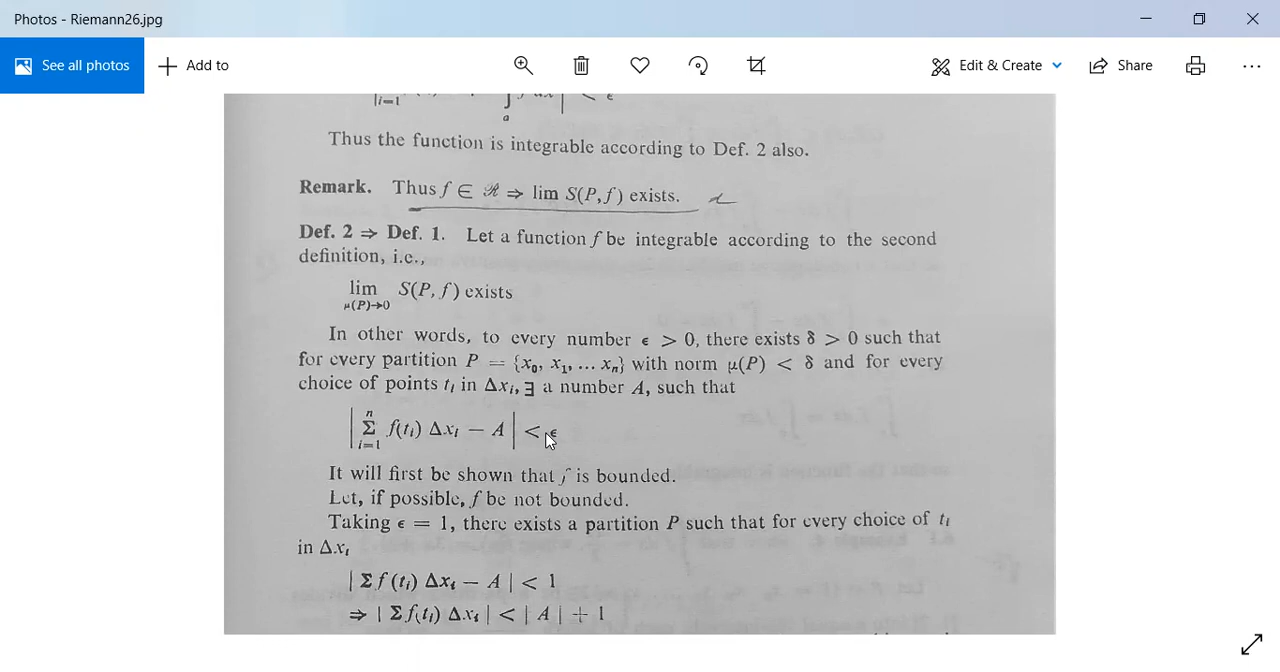 Photos - Riemann26.jpg
See all photos
Add to
Edit & Create
Share
a
Thus the function is integrable according to Def. 2 also.
Remark. Thus f ∈ ℛ ⇒ lim S(P, f) exists.
Def. 2 ⇒ Def. 1. Let a function f be integrable according to the second
definition, i.e.,
lim S(P, f) exists
μ(P)→0
In other words, to every number ϵ > 0, there exists δ > 0 such that
for every partition P = {x₀, x₁, ... xₙ} with norm μ(P) < δ and for every
choice of points tᵢ in Δxᵢ, ∃ a number A, such that
| Σᵢ₌₁ⁿ f(tᵢ) Δxᵢ − A | < ϵ
It will first be shown that f is bounded.
Let, if possible, f be not bounded.
Taking ϵ = 1, there exists a partition P such that for every choice of tᵢ
in Δxᵢ
| Σ f(tᵢ) Δxᵢ − A | < 1
⇒ | Σ f(tᵢ) Δxᵢ | < | A | + 1